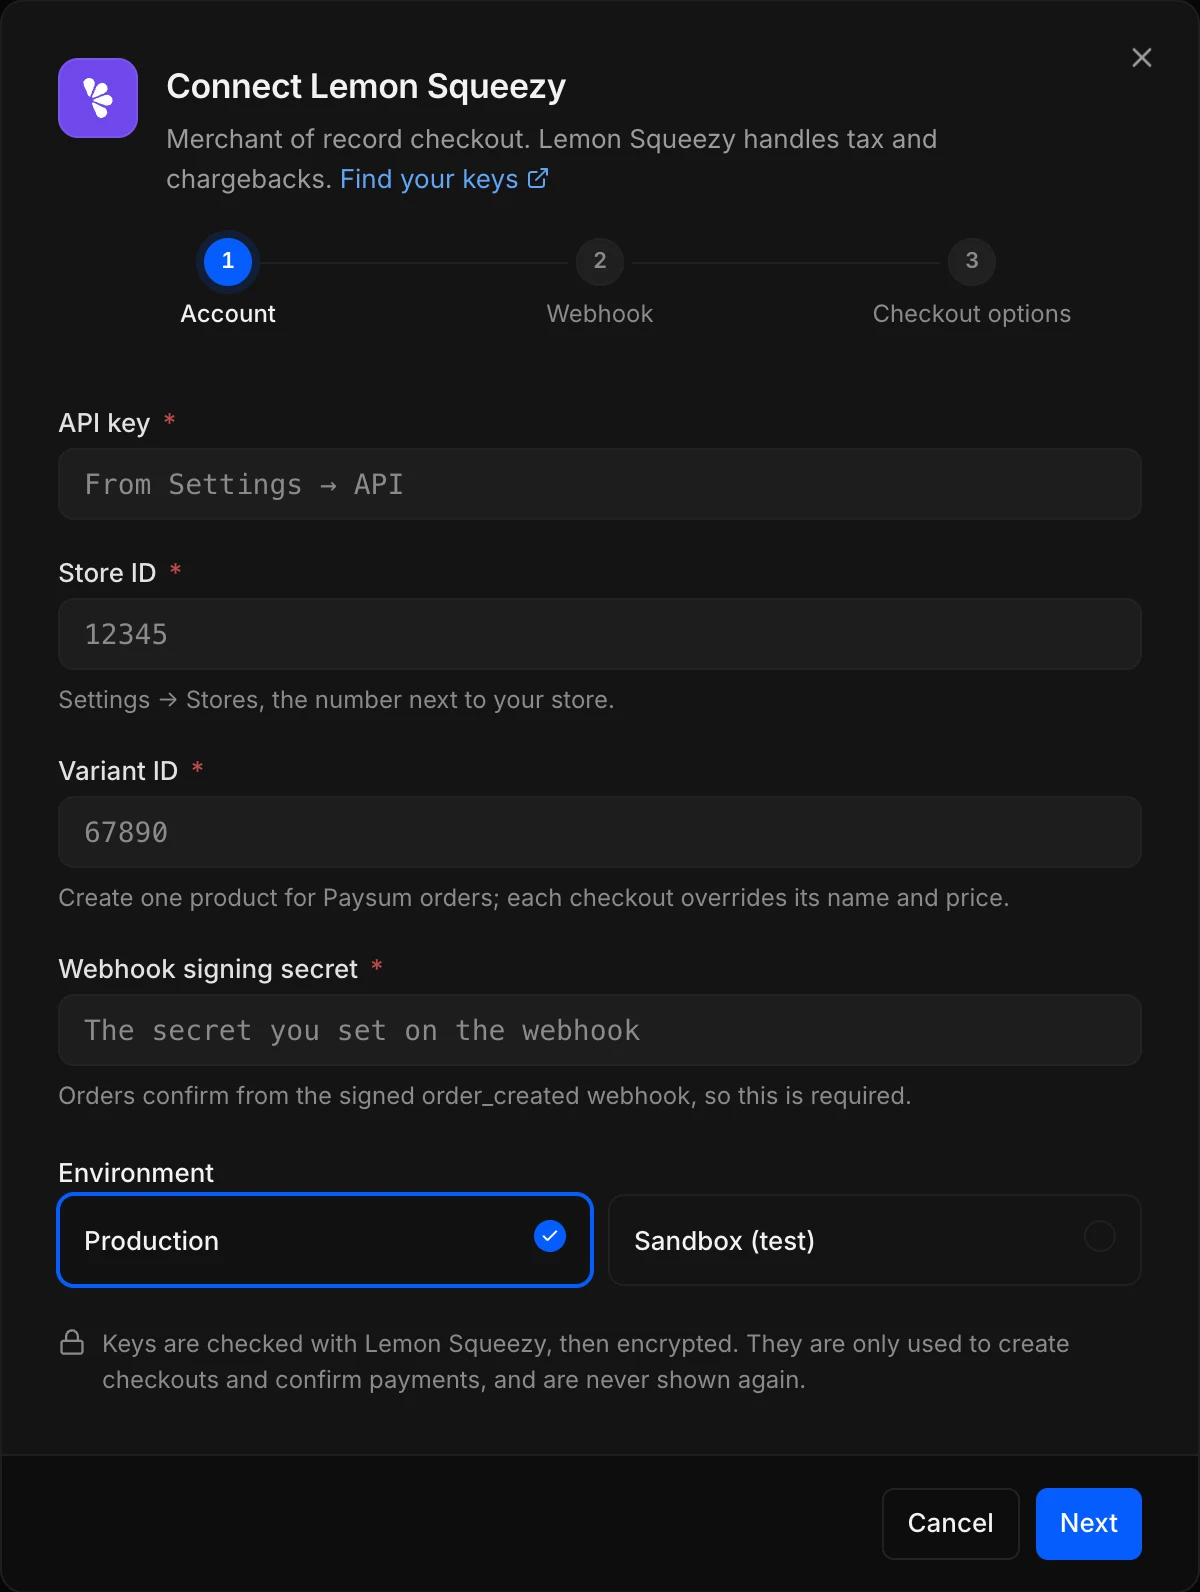 Connect Lemon Squeezy
Merchant of record checkout. Lemon Squeezy handles tax and
chargebacks. Find your keys
1
2
3
Account
Webhook
Checkout options
API key *
From Settings → API
Store ID *
12345
Settings → Stores, the number next to your store.
Variant ID *
67890
Create one product for Paysum orders; each checkout overrides its name and price.
Webhook signing secret *
The secret you set on the webhook
Orders confirm from the signed order_created webhook, so this is required.
Environment
Production
Sandbox (test)
Keys are checked with Lemon Squeezy, then encrypted. They are only used to create
checkouts and confirm payments, and are never shown again.
Cancel
Next